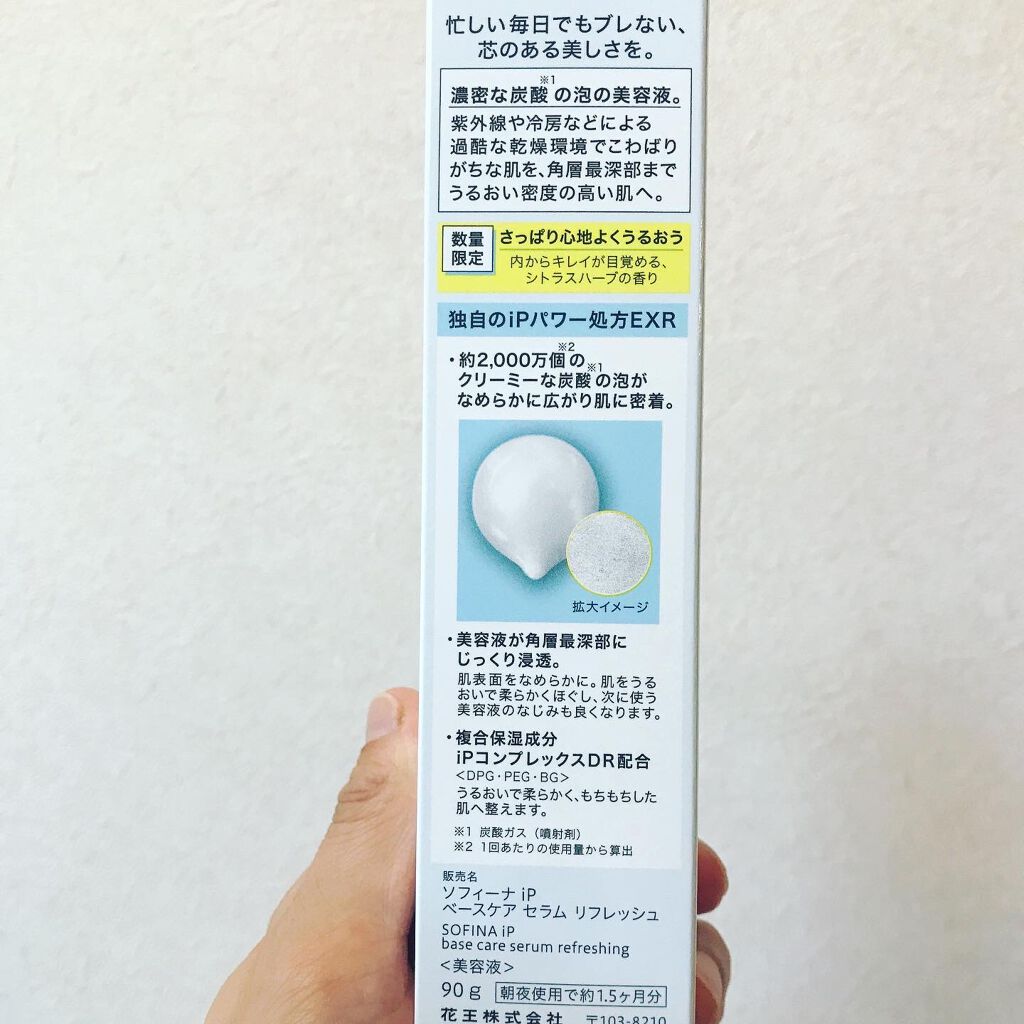 忙しい毎日でもブレない、
芯のある美しさを。
濃密な炭酸※1の泡の美容液。
紫外線や冷房などによる
過酷な乾燥環境でこわばり
がちな肌を、角層最深部まで
うるおい密度の高い肌へ。
数量
限定
さっぱり心地よくうるおう
内からキレイが目覚める、
シトラスハーブの香り
独自のiPパワー処方EXR
・約2,000万個※2の
クリーミーな炭酸※1の泡が
なめらかに広がり肌に密着。
拡大イメージ
・美容液が角層最深部に
じっくり浸透。
肌表面をなめらかに。肌をうる
おいで柔らかくほぐし、次に使う
美容液のなじみも良くなります。
・複合保湿成分
iPコンプレックスDR配合
<DPG・PEG・BG>
うるおいで柔らかく、もちもちした
肌へ整えます。
※1 炭酸ガス（噴射剤）
※2 1回あたりの使用量から算出
販売名
ソフィーナ iP
ベースケア セラム リフレッシュ
SOFINA iP
base care serum refreshing
<美容液>
90g 朝夜使用で約1.5ヶ月分
花王株式会社 〒103-8210